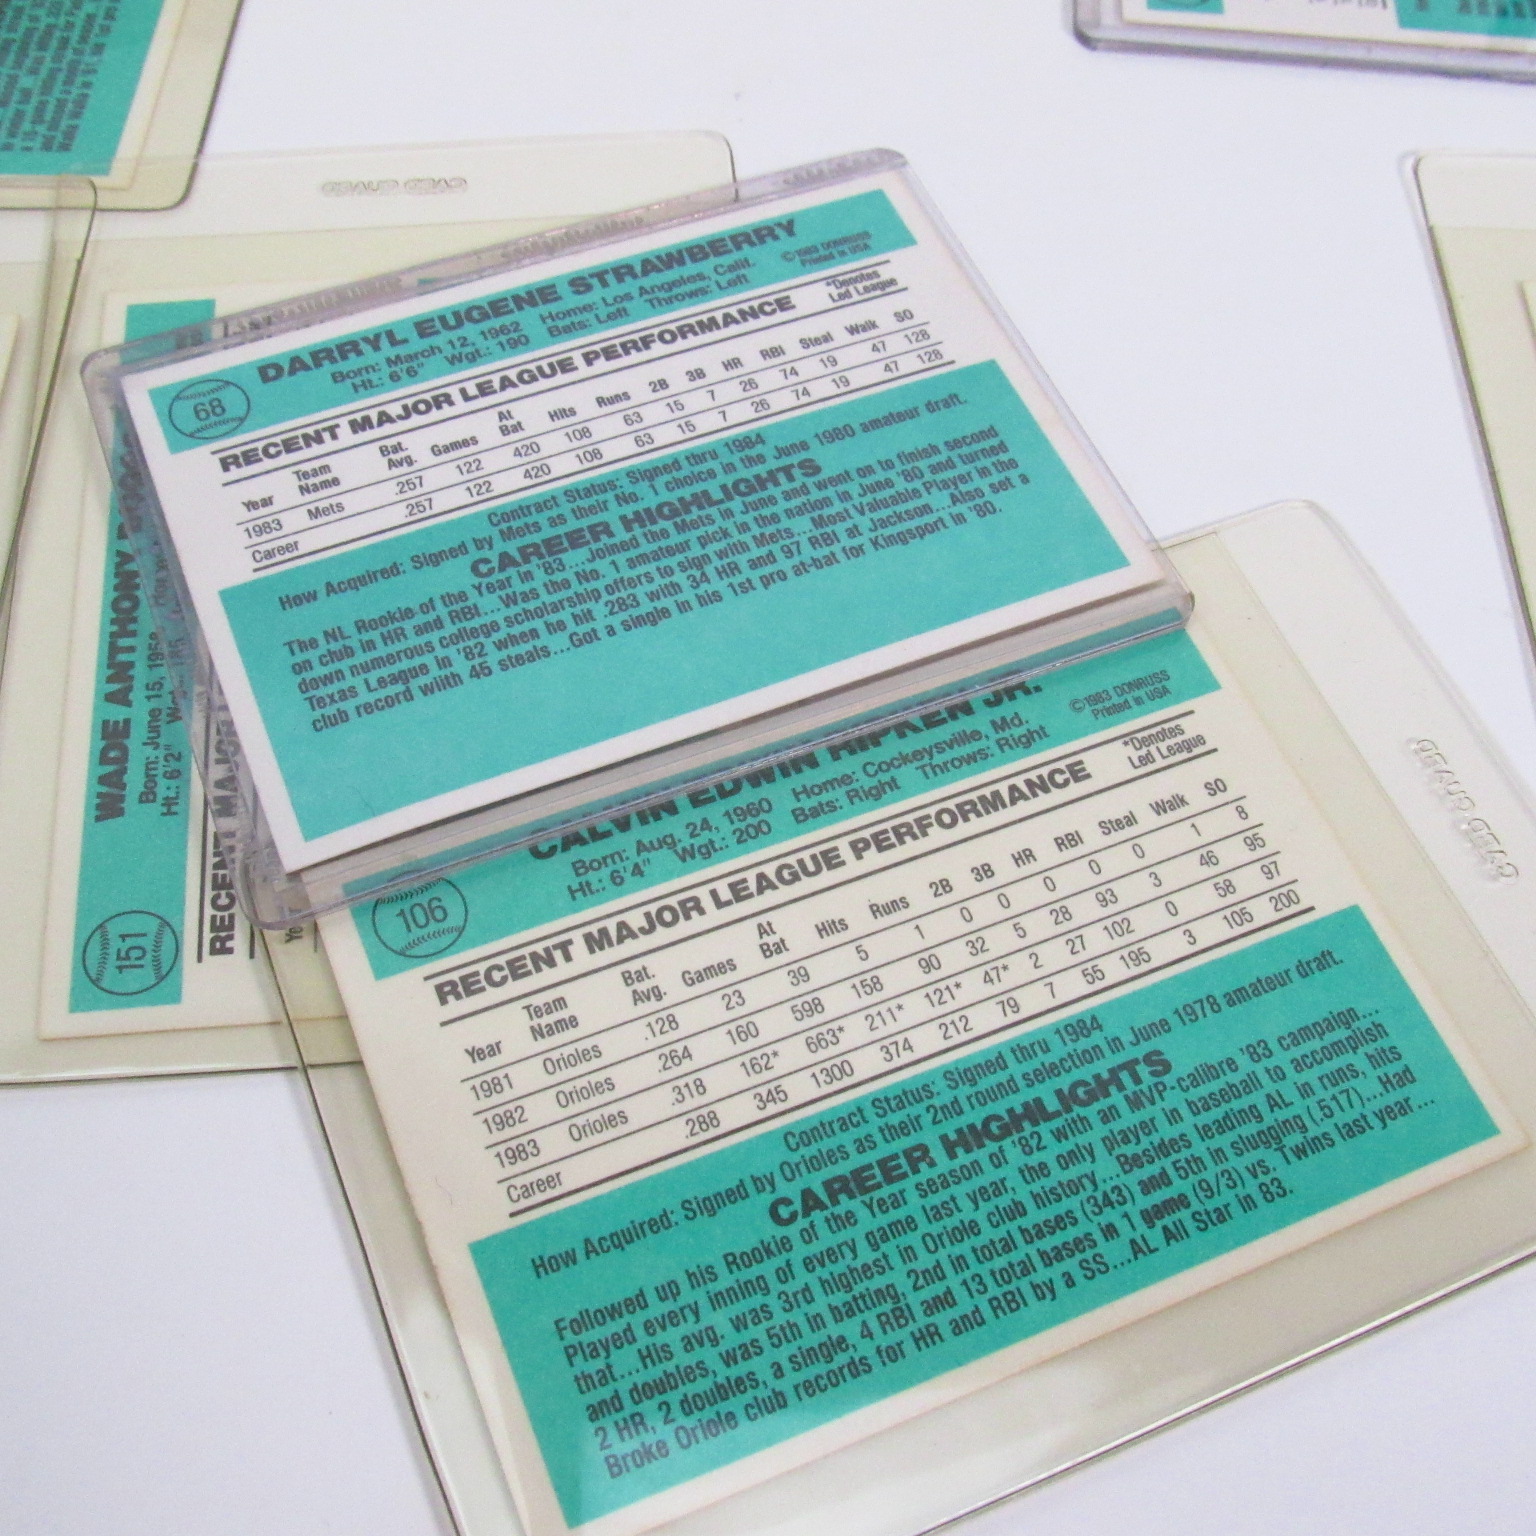 68
DARRYL EUGENE STRAWBERRY
Born: March 12, 1962 Home: Los Angeles, Calif.
Ht.: 6'6" Wgt.: 190 Bats: Left Throws: Left
©1983 DONRUSS
Printed in USA
RECENT MAJOR LEAGUE PERFORMANCE
*Denotes
Led League
Year Team Name Bat. Avg. Games At Bat Hits Runs 2B 3B HR RBI Steal Walk SO
1983 Mets .257 122 420 108 63 15 7 26 74 19 47 128
Career .257 122 420 108 63 15 7 26 74 19 47 128
Contract Status: Signed thru 1984
How Acquired: Signed by Mets as their No. 1 choice in the June 1980 amateur draft.
CAREER HIGHLIGHTS
The NL Rookie of the Year in '83...Joined the Mets in June and went on to finish second
on club in HR and RBI...Was the No. 1 amateur pick in the nation in June '80 and turned
down numerous college scholarship offers to sign with Mets...Most Valuable Player in the
Texas League in '82 when he hit .283 with 34 HR and 97 RBI at Jackson...Also set a
club record with 45 steals...Got a single in his 1st pro at-bat for Kingsport in '80.
106
CALVIN EDWIN RIPKEN JR.
Born: Aug. 24, 1960 Home: Cockeysville, Md.
Ht.: 6'4" Wgt.: 200 Bats: Right Throws: Right
©1983 DONRUSS
Printed in USA
RECENT MAJOR LEAGUE PERFORMANCE
*Denotes
Led League
Year Team Name Bat. Avg. Games At Bat Hits Runs 2B 3B HR RBI Steal Walk SO
1981 Orioles .128 23 39 5 1 0 0 0 0 0 1 8
1982 Orioles .264 160 598 158 90 32 5 28 93 3 46 95
1983 Orioles .318 162* 663* 211* 121* 47* 2 27 102 0 58 97
Career .288 345 1300 374 212 79 7 55 195 3 105 200
Contract Status: Signed thru 1984
How Acquired: Signed by Orioles as their 2nd round selection in June 1978 amateur draft.
CAREER HIGHLIGHTS
Followed up his Rookie of the Year season of '82 with an MVP-calibre '83 campaign...
Played every inning of every game last year, the only player in baseball to accomplish
that...His avg. was 3rd highest in Oriole club history...Besides leading AL in runs, hits
and doubles, was 5th in batting, 2nd in total bases (343) and 5th in slugging (.517)...Had
2 HR, 2 doubles, a single, 4 RBI and 13 total bases in 1 game (9/3) vs. Twins last year...
Broke Oriole club records for HR and RBI by a SS...AL All Star in 83.
151
WADE ANTHONY
Born: June 15, 1958
Ht.: 6'2"
RECENT MAJOR